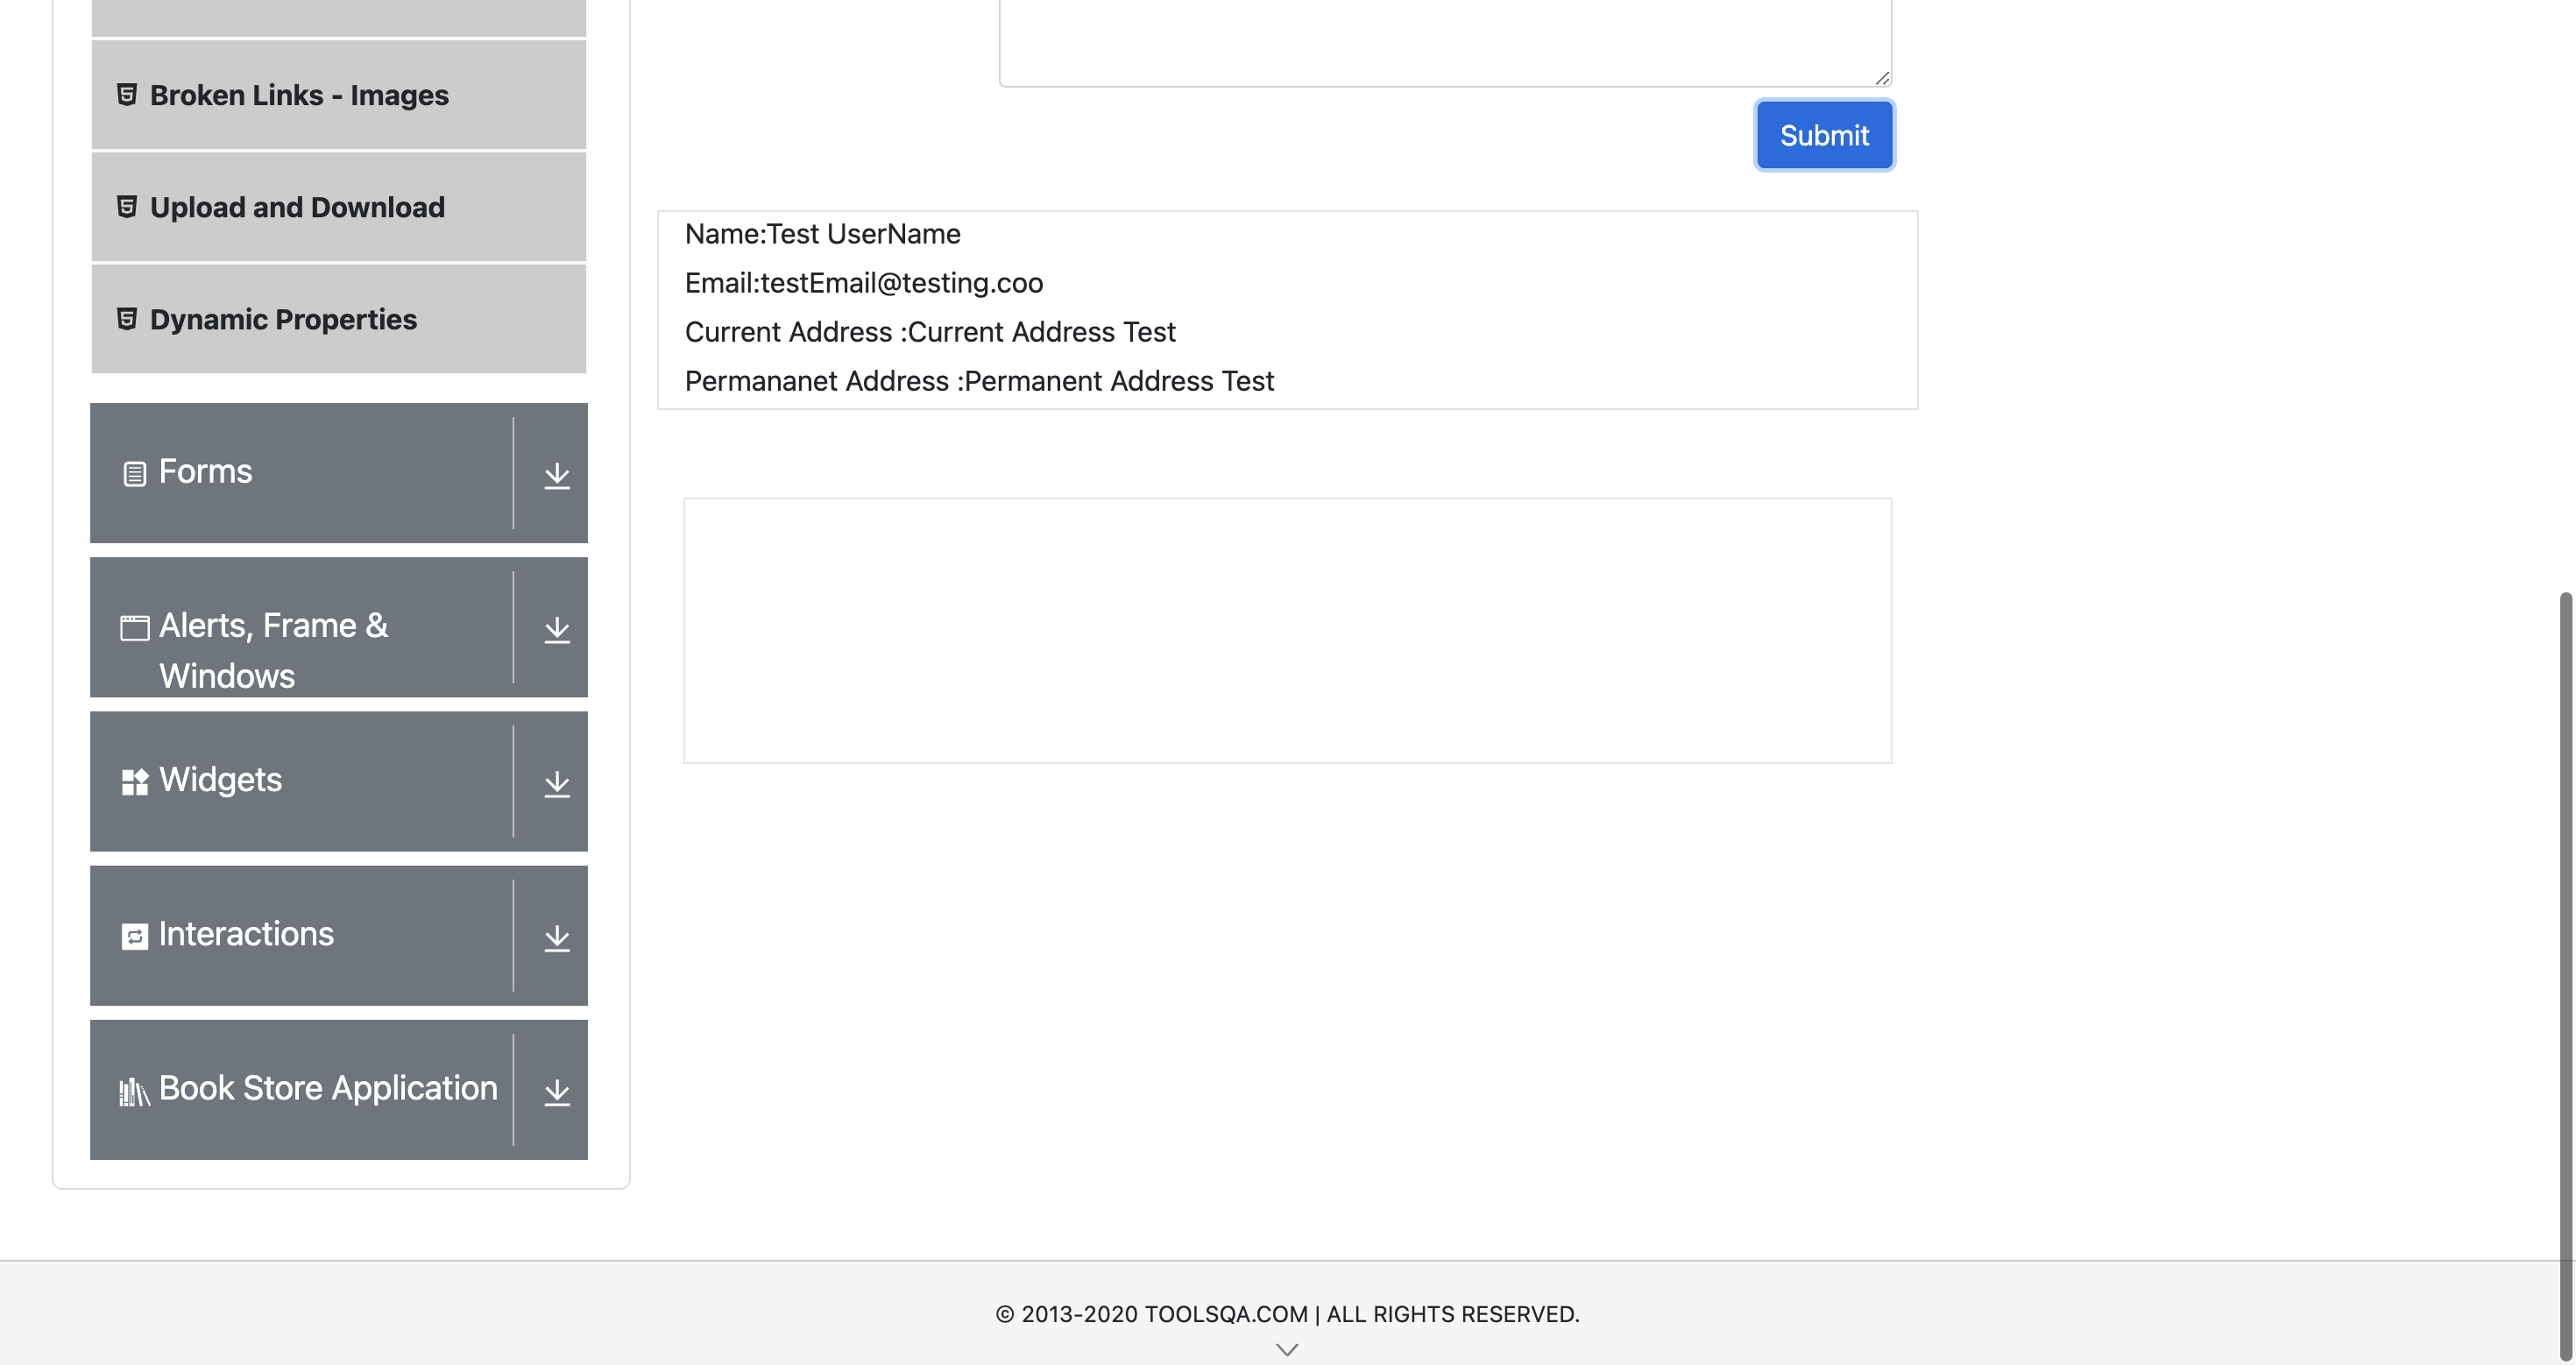 Broken Links - Images
Upload and Download
Dynamic Properties
Forms
Alerts, Frame &
Windows
Widgets
Interactions
Book Store Application
Submit
Name:Test UserName
Email:testEmail@testing.coo
Current Address :Current Address Test
Permananet Address :Permanent Address Test
© 2013-2020 TOOLSQA.COM | ALL RIGHTS RESERVED.